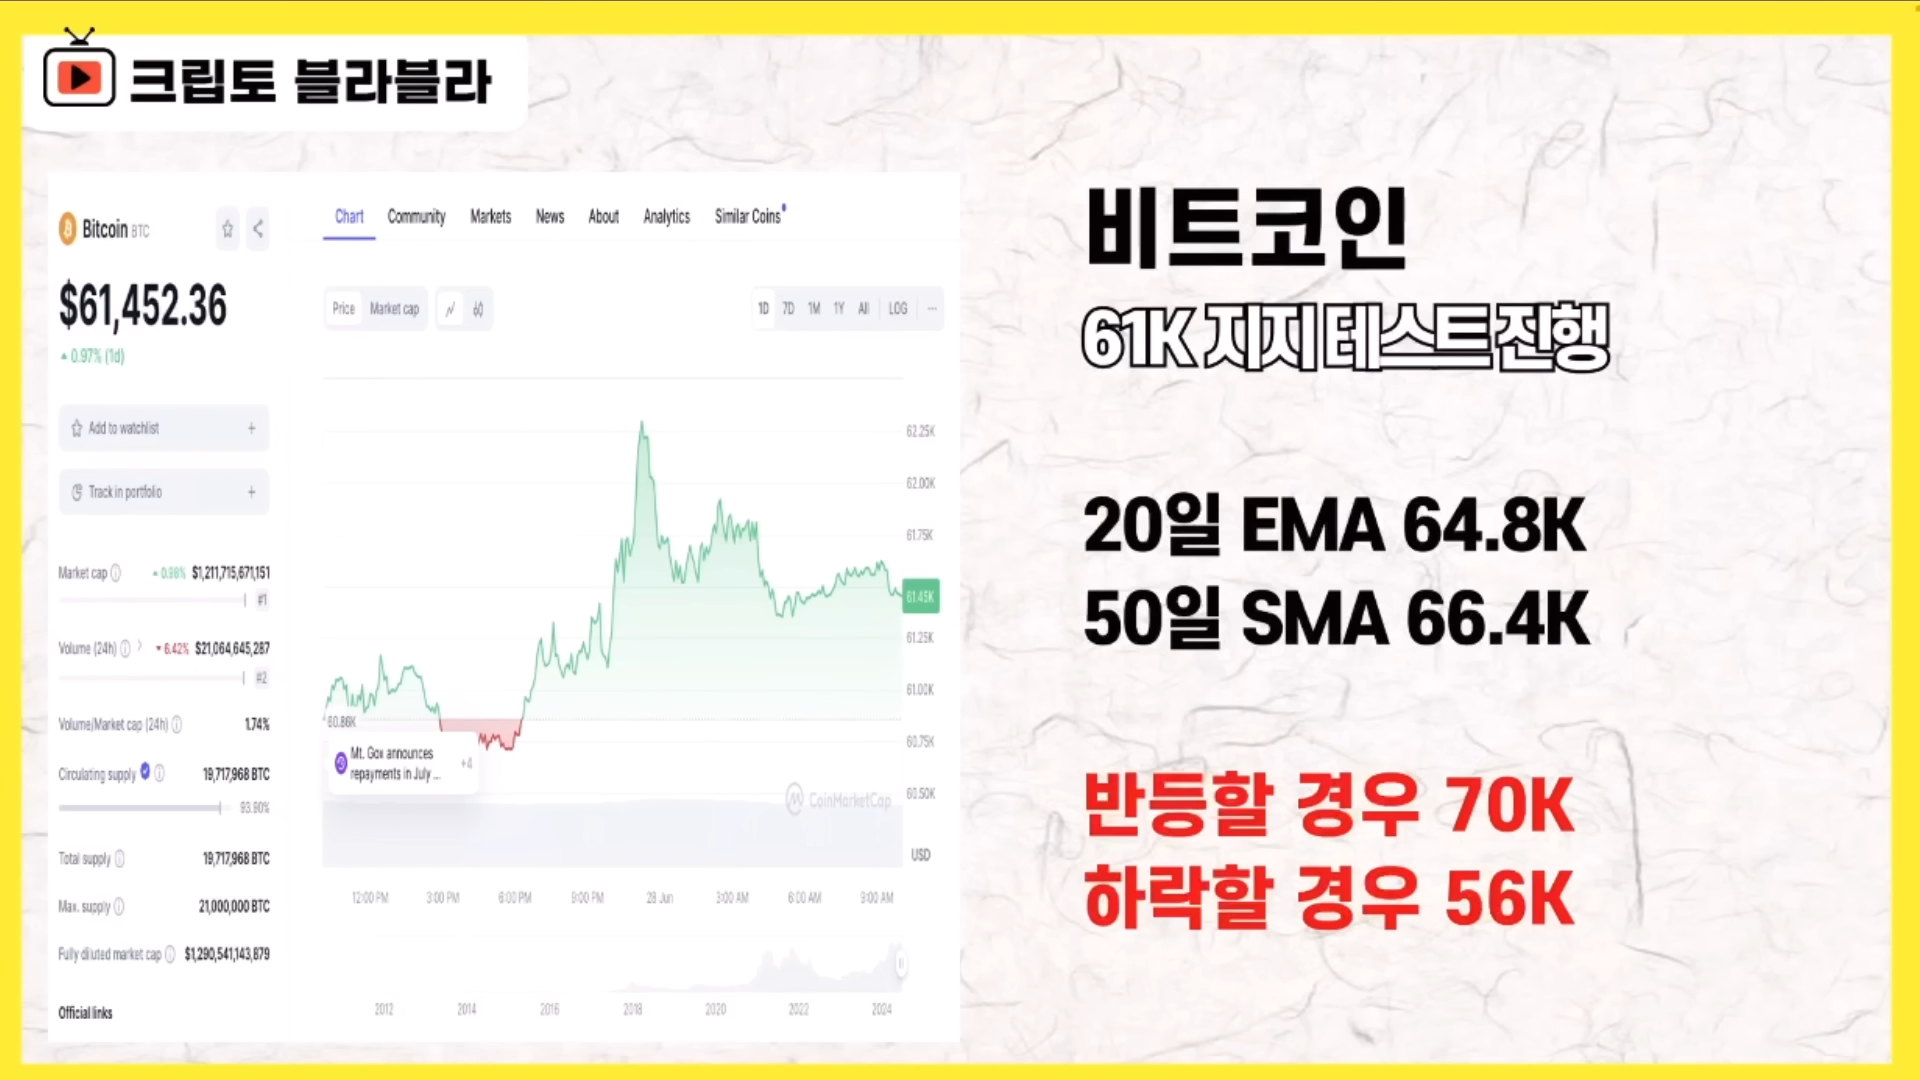 크립토 블라블라
Bitcoin BTC
$61,452.36
0.97% (1d)
Add to watchlist +
Track in portfolio +
Market cap 0.98% $1,211,715,671,151
#1
Volume (24h) 6.42% $21,064,645,287
#2
Volume/Market cap (24h) 1.74%
Circulating supply 19,717,968 BTC
93.90%
Total supply 19,717,968 BTC
Max. supply 21,000,000 BTC
Fully diluted market cap $1,290,541,143,879
Official links
Chart Community Markets News About Analytics Similar Coins
Price Market cap 1D 7D 1M 1Y All LOG ...
62.25K
62.00K
61.75K
61.45K
61.25K
61.00K
60.86K
60.75K
Mt. Gox announces
repayments in July ... +4
60.50K
CoinMarketCap
USD
12:00 PM 3:00 PM 6:00 PM 9:00 PM 28 Jun 3:00 AM 6:00 AM 9:00 AM
2012 2014 2016 2018 2020 2022 2024
비트코인
61K 지지 테스트 진행
20일 EMA 64.8K
50일 SMA 66.4K
반등할 경우 70K
하락할 경우 56K